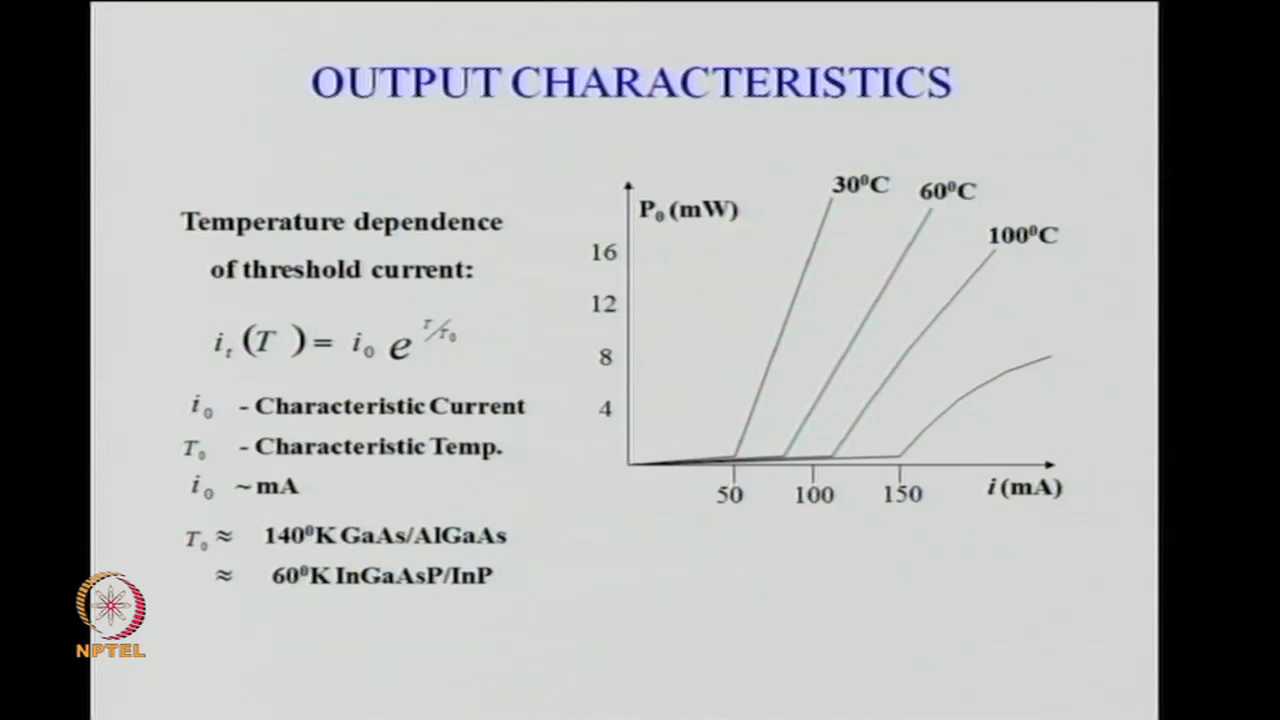 OUTPUT CHARACTERISTICS
Temperature dependence
of threshold current:
i_t (T) = i_0 e^{T/T_0}
i_0 - Characteristic Current
T_0 - Characteristic Temp.
i_0 ~ mA
T_0 ≈ 140⁰K GaAs/AlGaAs
≈ 60⁰K InGaAsP/InP
P_0 (mW)
30⁰C
60⁰C
100⁰C
16
12
8
4
50 100 150
i (mA)
NPTEL